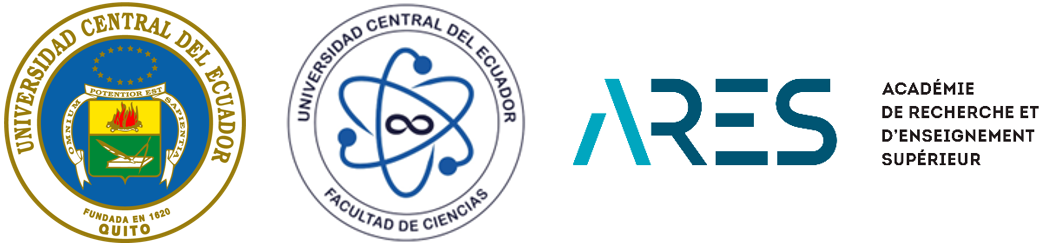 UNIVERSIDAD CENTRAL DEL ECUADOR
OMNIUM POTENTIOR EST SAPIENTIA
FUNDADA EN 1620
QUITO
UNIVERSIDAD CENTRAL DEL ECUADOR
FACULTAD DE CIENCIAS
ARES
ACADÉMIE
DE RECHERCHE ET
D'ENSEIGNEMENT
SUPÉRIEUR